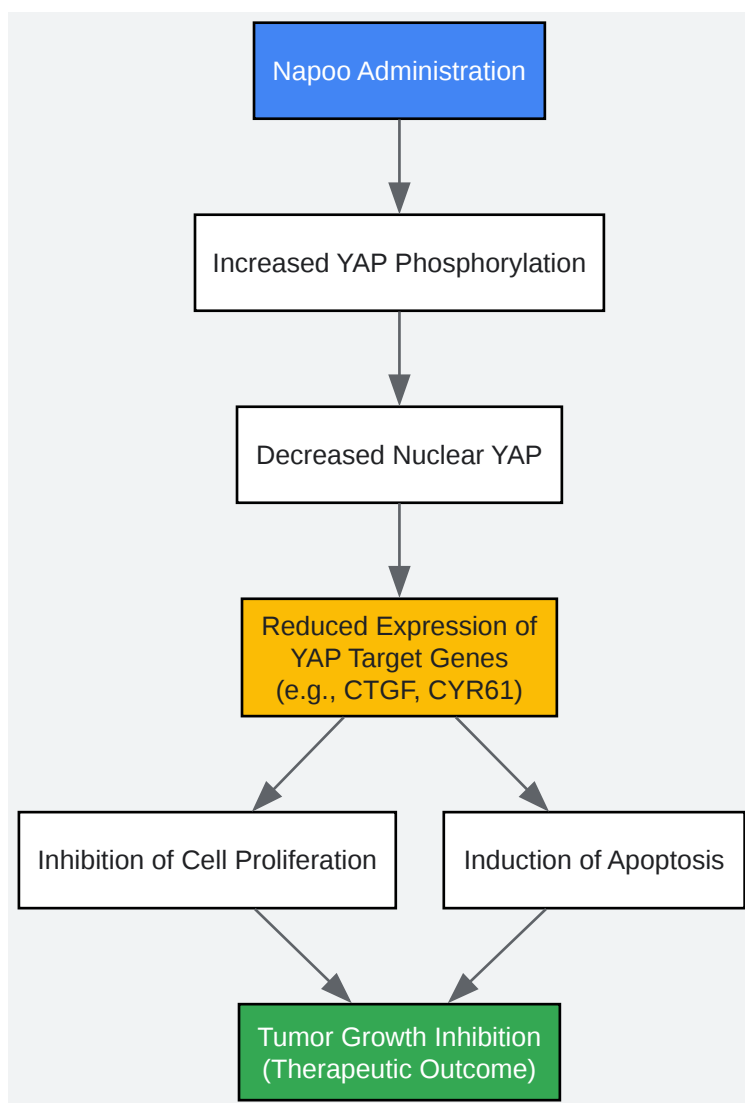 Napoo Administration
Increased YAP Phosphorylation
Decreased Nuclear YAP
Reduced Expression of
YAP Target Genes
(e.g., CTGF, CYR61)
Inhibition of Cell Proliferation
Induction of Apoptosis
Tumor Growth Inhibition
(Therapeutic Outcome)